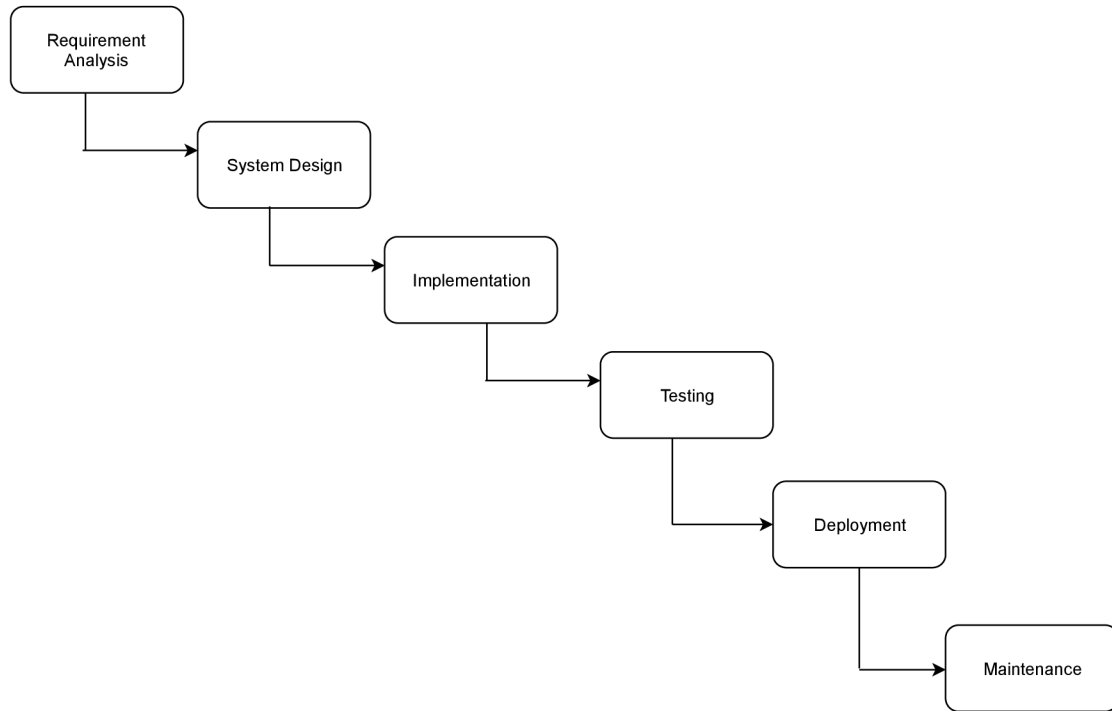 Requirement
Analysis
System Design
Implementation
Testing
Deployment
Maintenance